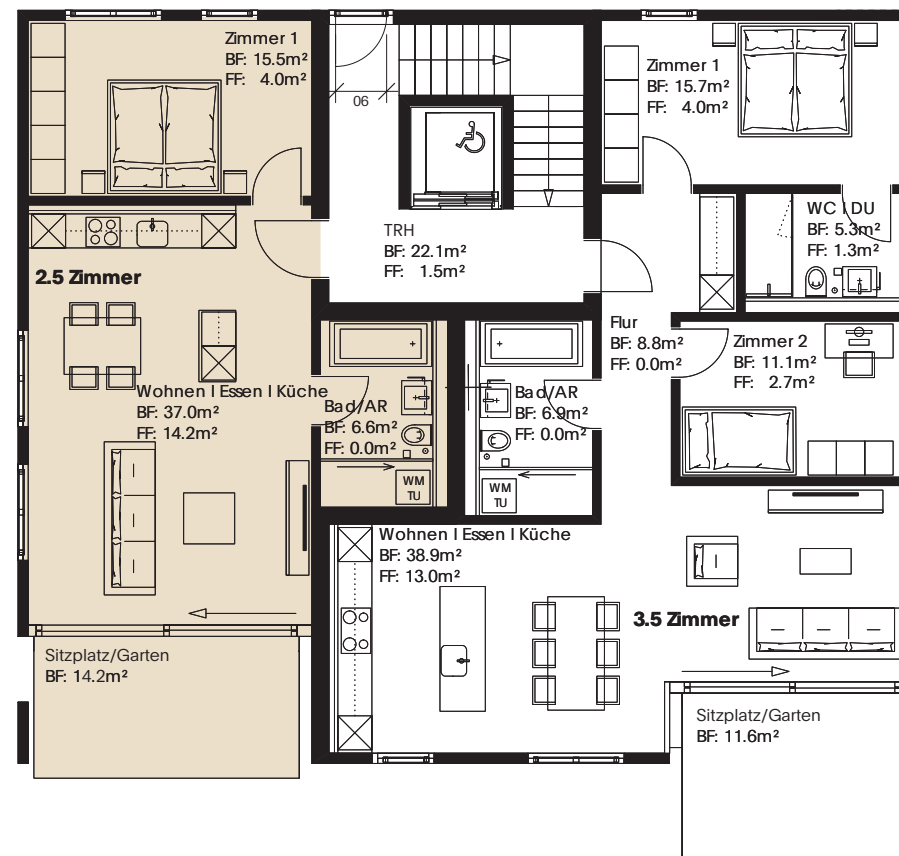 Zimmer 1
BF: 15.5m²
FF: 4.0m²
90
Zimmer 1
BF: 15.7m²
FF: 4.0m²
TRH
BF: 22.1m²
FF: 1.5m²
WC I DU
BF: 5.3m²
FF: 1.3m²
2.5 Zimmer
Flur
BF: 8.8m²
FF: 0.0m²
Zimmer 2
BF: 11.1m²
FF: 2.7m²
Wohnen I Essen I Küche
BF: 37.0m²
FF: 14.2m²
Bad/AR
BF: 6.6m²
FF: 0.0m²
WM
TU
Bad/AR
BF: 6.9m²
FF: 0.0m²
WM
TU
Wohnen I Essen I Küche
BF: 38.9m²
FF: 13.0m²
3.5 Zimmer
Sitzplatz/Garten
BF: 14.2m²
Sitzplatz/Garten
BF: 11.6m²